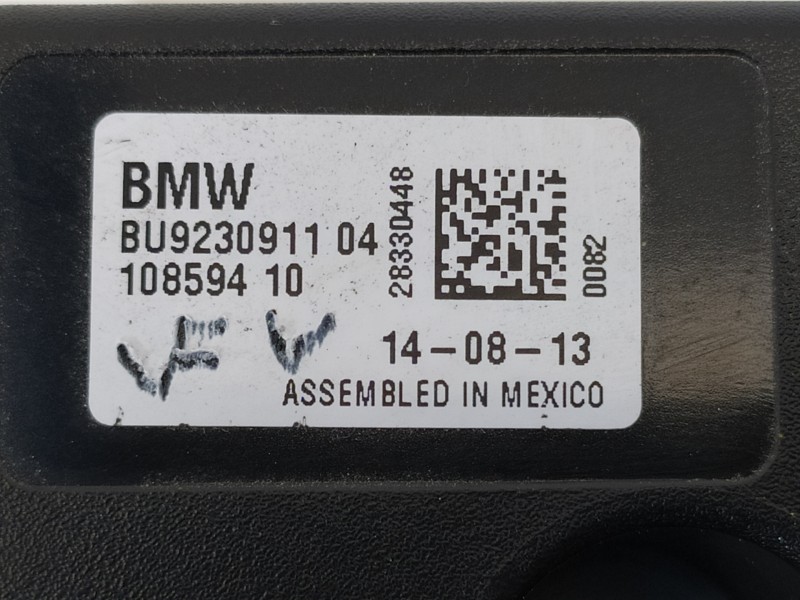 BMW
BU9230911 04
108594 10
28330448
0082
14-08-13
ASSEMBLED IN MEXICO